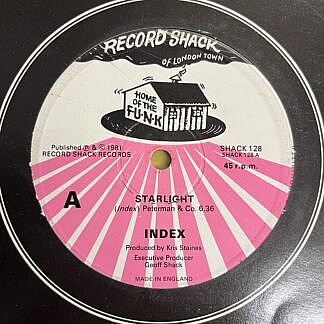 RECORD SHACK
OF LONDON TOWN
HOME
OF THE
F·U·N·K
Published ℗ & © 1981
RECORD SHACK RECORDS
SHACK 128
SHACK 128 A
45 r.p.m.
A
STARLIGHT
(Index) Peterman & Co. 6.36
INDEX
Produced by Kris Staines
Executive Producer
Geoff Shack
MADE IN ENGLAND